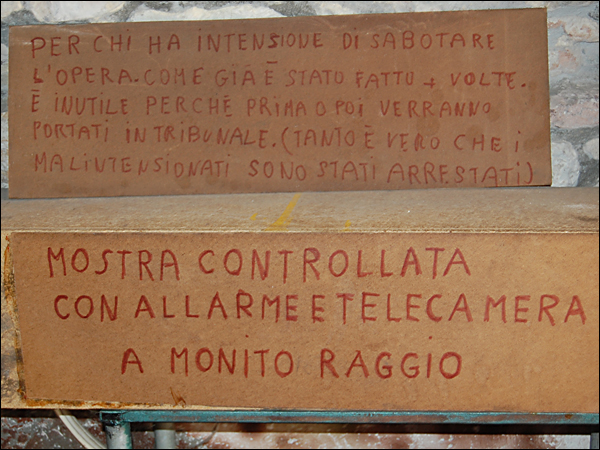 PER CHI HA INTENSIONE DI SABOTARE
L'OPERA. COME GIÁ È STATO FATTO + VOLTE.
È INUTILE PERCHÈ PRIMA O POI VERRANNO
PORTATI IN TRIBUNALE. (TANTO È VERO CHE i
MALiNTENSIONATI SONO STATI ARRESTATI)
MOSTRA CONTROLLATA
CON ALLARME E TELECAMERA
A MONITO RAGGIO